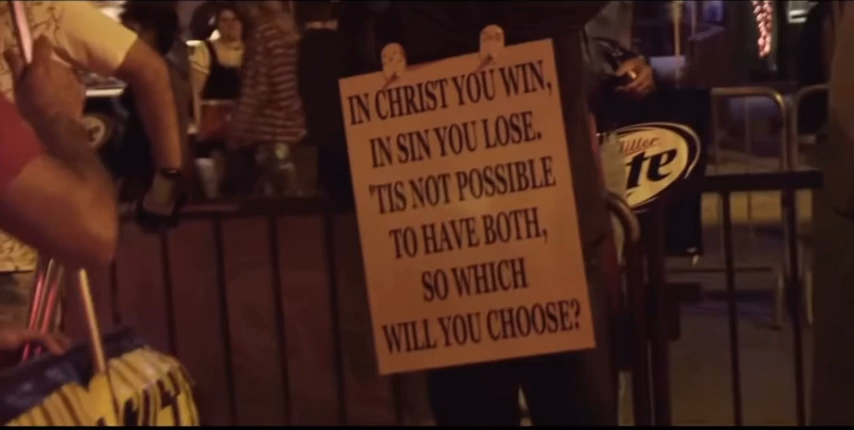 IN CHRIST YOU WIN,
IN SIN YOU LOSE.
'TIS NOT POSSIBLE
TO HAVE BOTH,
SO WHICH
WILL YOU CHOOSE?